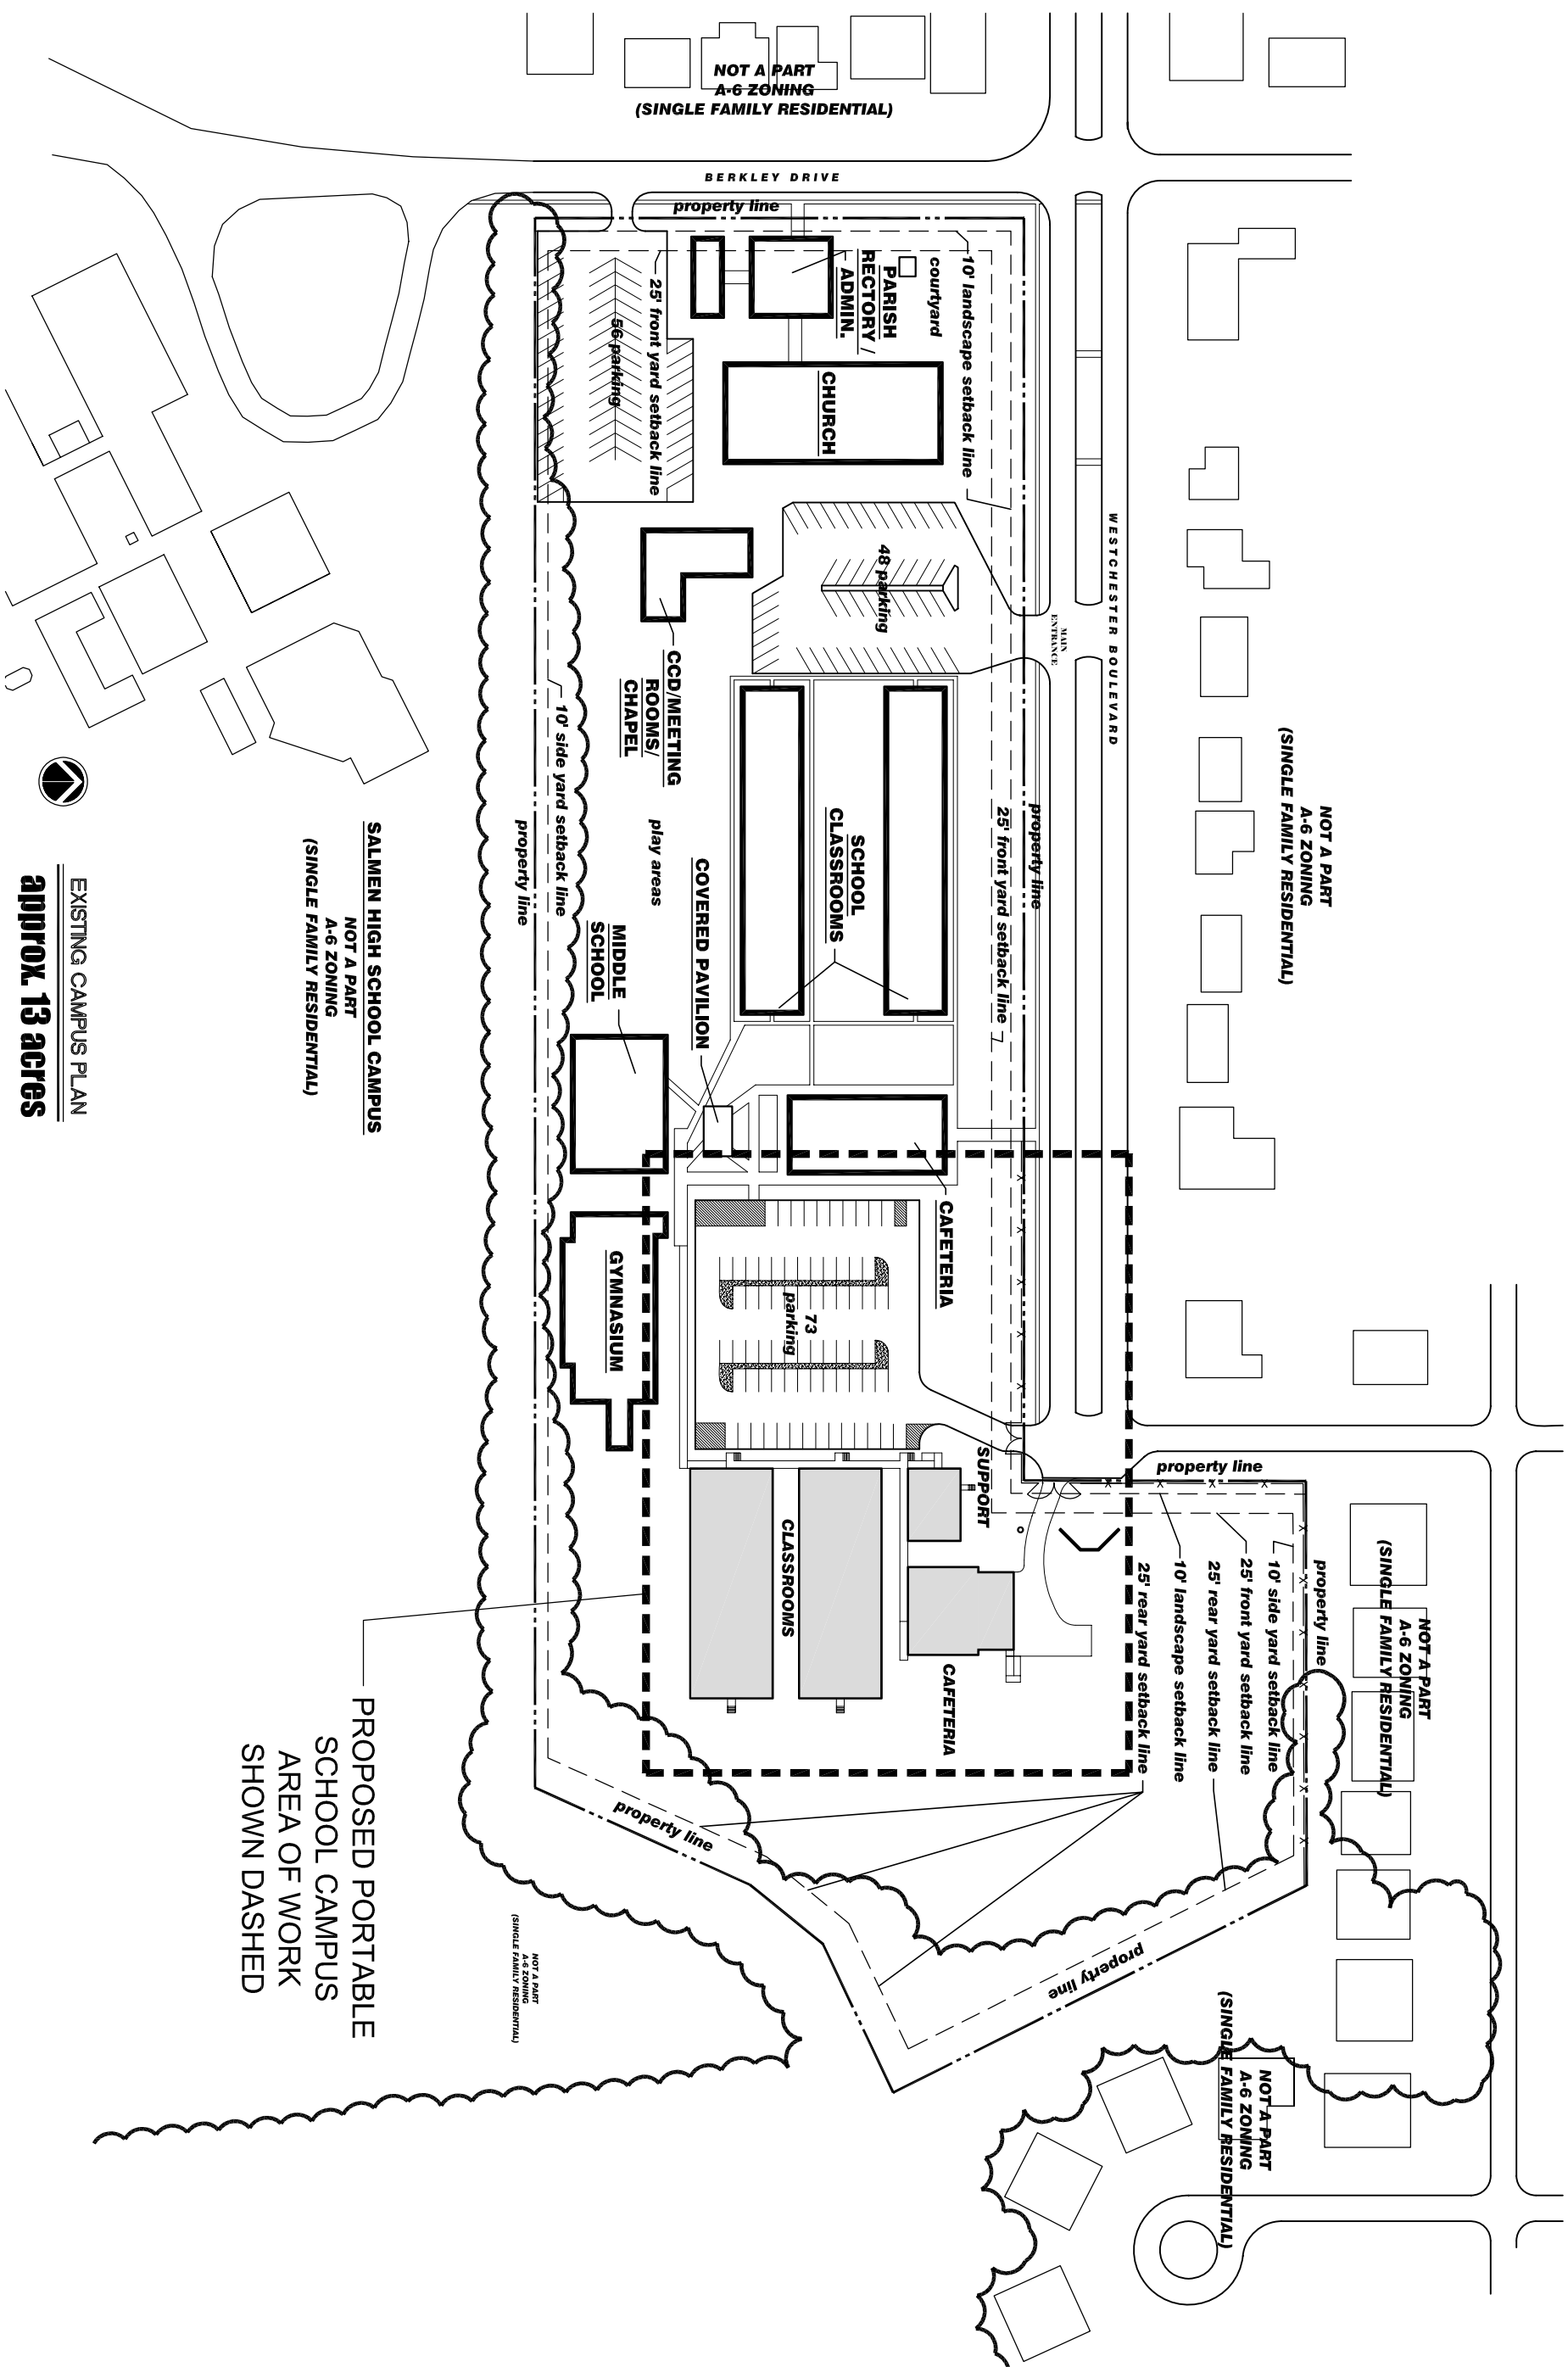 NOT A PART
A-6 ZONING
(SINGLE FAMILY RESIDENTIAL)
BERKLEY DRIVE
property line
10' landscape setback line
courtyard
PARISH
RECTORY /
ADMIN.
25' front yard setback line
56 parking
CHURCH
48 parking
MAIN
ENTRANCE
WESTCHESTER BOULEVARD
NOT A PART
A-6 ZONING
(SINGLE FAMILY RESIDENTIAL)
CCD/MEETING
ROOMS/
CHAPEL
10' side yard setback line
property line
play areas
SCHOOL
CLASSROOMS
property line
25' front yard setback line
COVERED PAVILION
MIDDLE
SCHOOL
SALMEN HIGH SCHOOL CAMPUS
NOT A PART
A-6 ZONING
(SINGLE FAMILY RESIDENTIAL)
EXISTING CAMPUS PLAN
approx. 13 acres
CAFETERIA
GYMNASIUM
73
parking
SUPPORT
CLASSROOMS
CAFETERIA
property line
property line
10' side yard setback line
25' front yard setback line
25' rear yard setback line
10' landscape setback line
25' rear yard setback line
NOT A PART
A-6 ZONING
(SINGLE FAMILY RESIDENTIAL)
property line
property line
PROPOSED PORTABLE
SCHOOL CAMPUS
AREA OF WORK
SHOWN DASHED
NOT A PART
A-6 ZONING
(SINGLE FAMILY RESIDENTIAL)
NOT A PART
A-6 ZONING
(SINGLE FAMILY RESIDENTIAL)